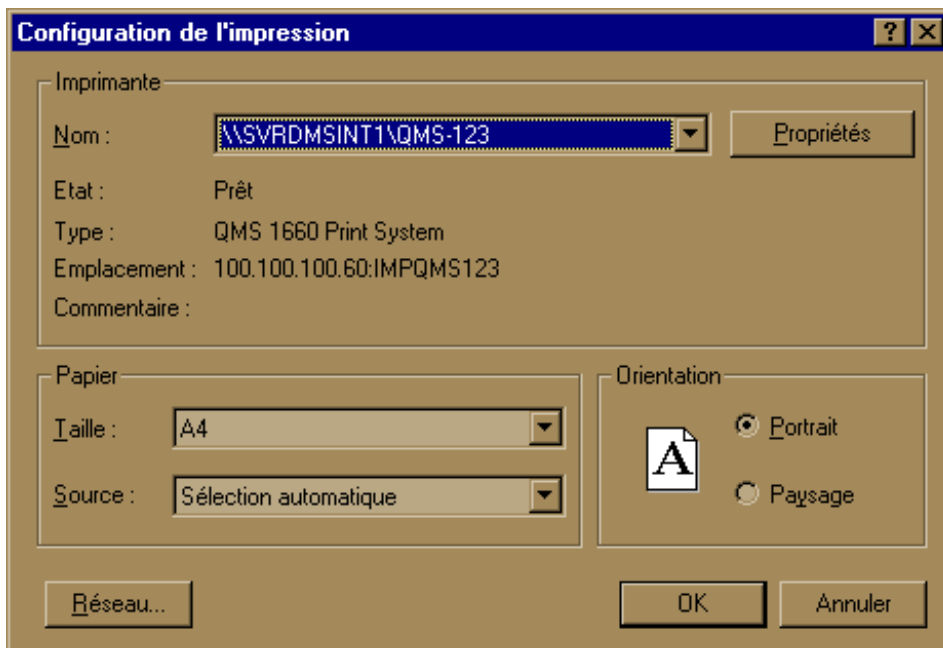 Configuration de l'impression
Imprimante
Nom : \\SVRDMSINT1\QMS-123 Propriétés
Etat : Prêt
Type : QMS 1660 Print System
Emplacement : 100.100.100.60:IMPQMS123
Commentaire :
Papier
Taille : A4
Source : Sélection automatique
Orientation
A
Portrait
Paysage
Réseau... OK Annuler